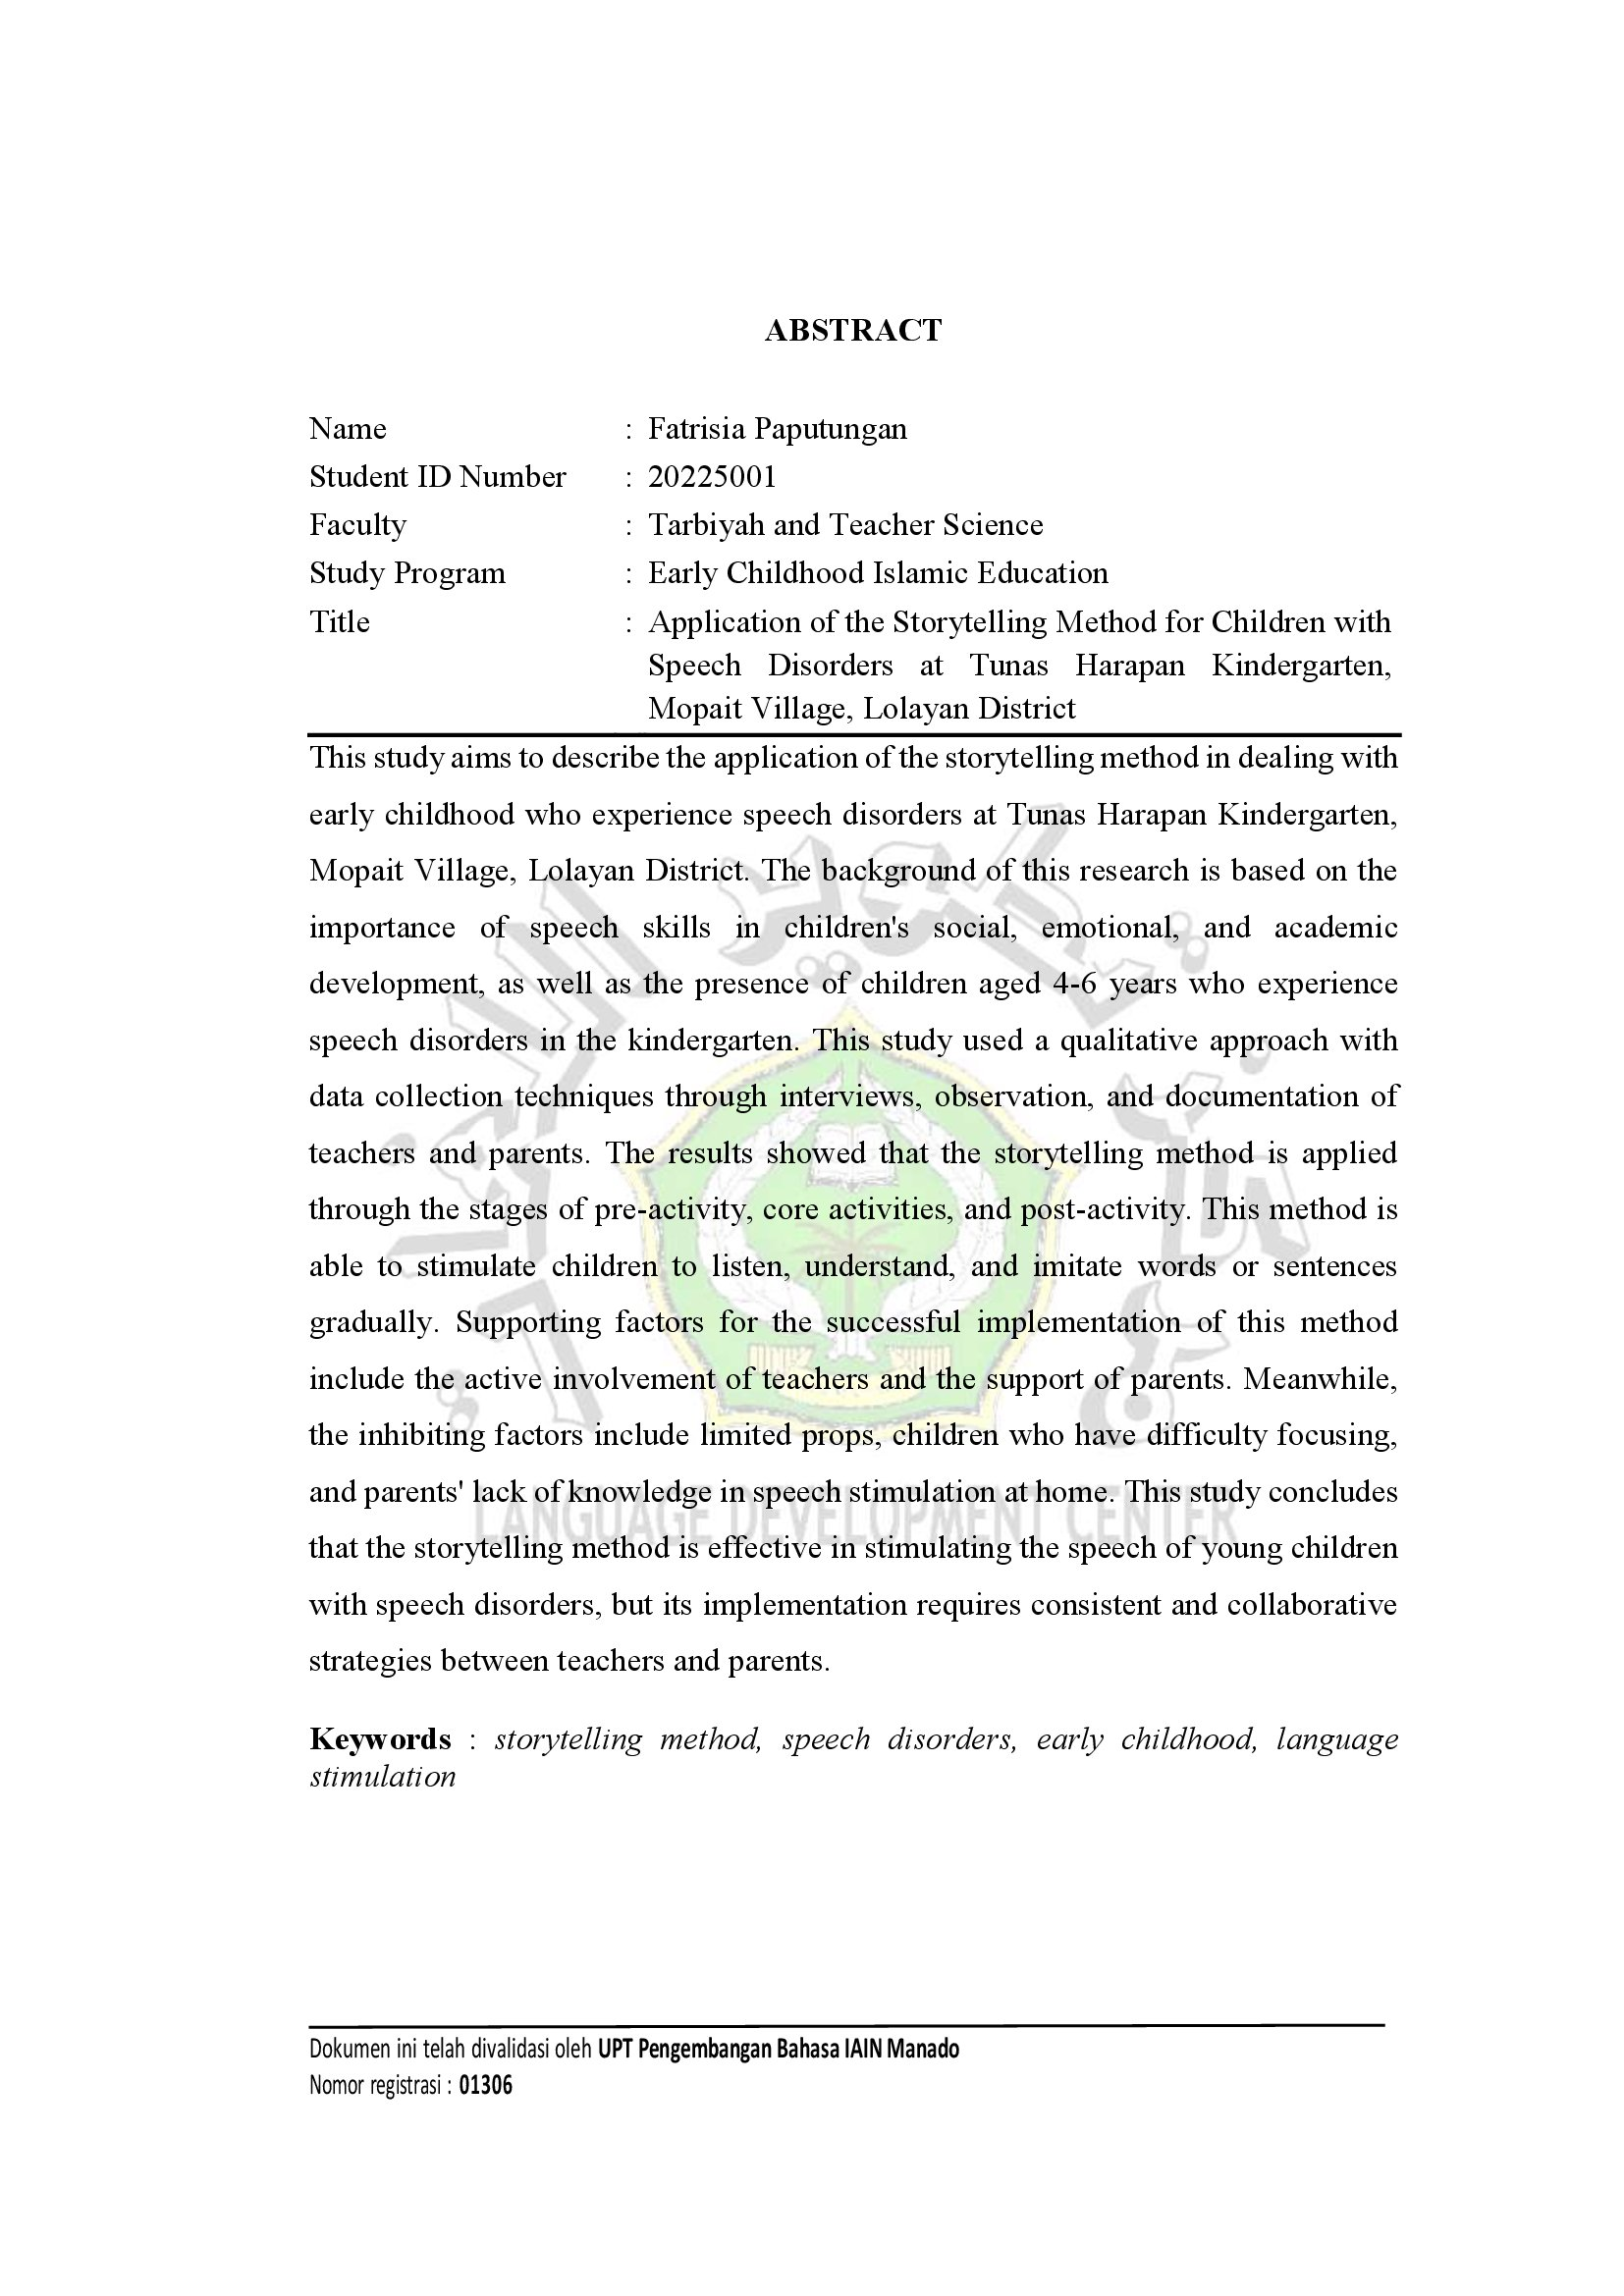 ABSTRACT
Name : Fatrisia Paputungan
Student ID Number : 20225001
Faculty : Tarbiyah and Teacher Science
Study Program : Early Childhood Islamic Education
Title : Application of the Storytelling Method for Children with
Speech Disorders at Tunas Harapan Kindergarten,
Mopait Village, Lolayan District
This study aims to describe the application of the storytelling method in dealing with
early childhood who experience speech disorders at Tunas Harapan Kindergarten,
Mopait Village, Lolayan District. The background of this research is based on the
importance of speech skills in children's social, emotional, and academic
development, as well as the presence of children aged 4-6 years who experience
speech disorders in the kindergarten. This study used a qualitative approach with
data collection techniques through interviews, observation, and documentation of
teachers and parents. The results showed that the storytelling method is applied
through the stages of pre-activity, core activities, and post-activity. This method is
able to stimulate children to listen, understand, and imitate words or sentences
gradually. Supporting factors for the successful implementation of this method
include the active involvement of teachers and the support of parents. Meanwhile,
the inhibiting factors include limited props, children who have difficulty focusing,
and parents' lack of knowledge in speech stimulation at home. This study concludes
LANGUAGE DEVELOPMENT CENTER
that the storytelling method is effective in stimulating the speech of young children
with speech disorders, but its implementation requires consistent and collaborative
strategies between teachers and parents.
Keywords : storytelling method, speech disorders, early childhood, language
stimulation
Dokumen ini telah divalidasi oleh UPT Pengembangan Bahasa IAIN Manado
Nomor registrasi : 01306